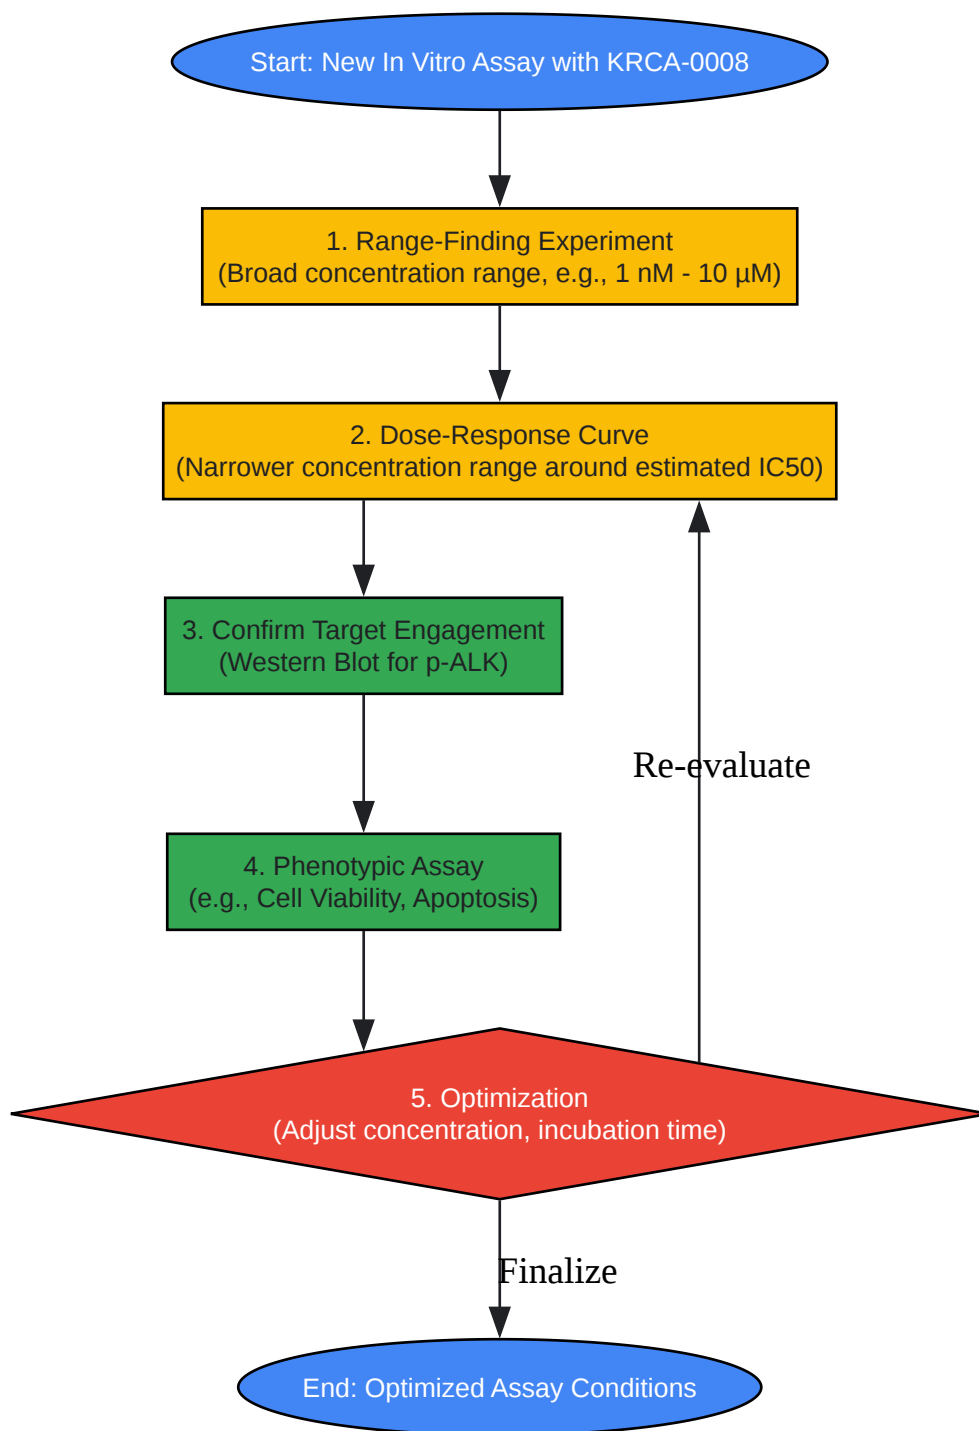 Start: New In Vitro Assay with KRCA-0008
1. Range-Finding Experiment
(Broad concentration range, e.g., 1 nM - 10 µM)
2. Dose-Response Curve
(Narrower concentration range around estimated IC50)
3. Confirm Target Engagement
(Western Blot for p-ALK)
Re-evaluate
4. Phenotypic Assay
(e.g., Cell Viability, Apoptosis)
5. Optimization
(Adjust concentration, incubation time)
Finalize
End: Optimized Assay Conditions